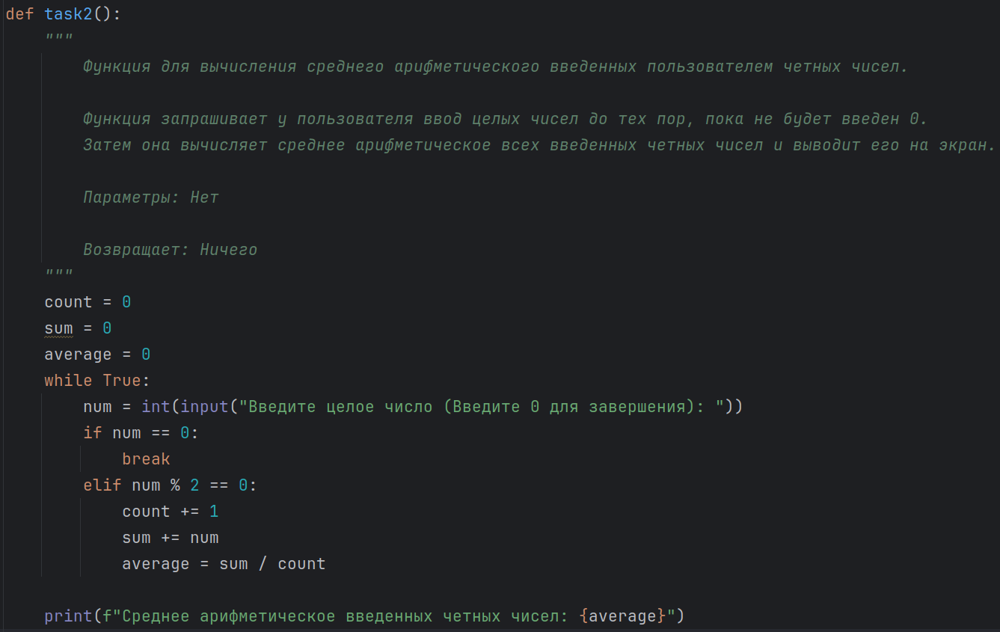 def task2():
    """
        Функция для вычисления среднего арифметического введенных пользователем четных чисел.

        Функция запрашивает у пользователя ввод целых чисел до тех пор, пока не будет введен 0.
        Затем она вычисляет среднее арифметическое всех введенных четных чисел и выводит его на экран.

        Параметры: Нет

        Возвращает: Ничего
    """
    count = 0
    sum = 0
    average = 0
    while True:
        num = int(input("Введите целое число (Введите 0 для завершения): "))
        if num == 0:
            break
        elif num % 2 == 0:
            count += 1
            sum += num
            average = sum / count

    print(f"Среднее арифметическое введенных четных чисел: {average}")